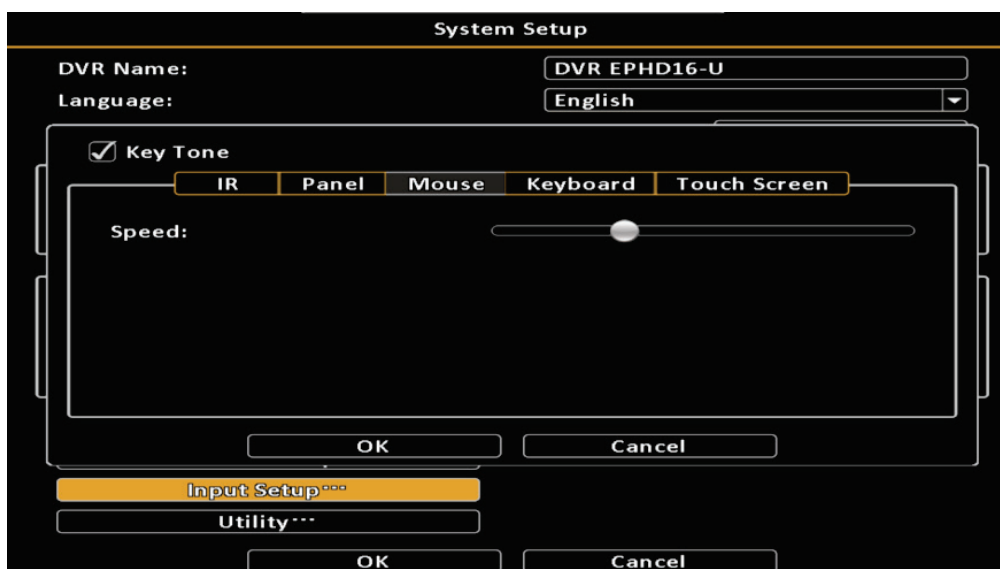 System Setup
DVR Name: DVR EPHD16-U
Language: English
Key Tone
IR Panel Mouse Keyboard Touch Screen
Speed:
OK Cancel
Input Setup···
Utility···
OK Cancel